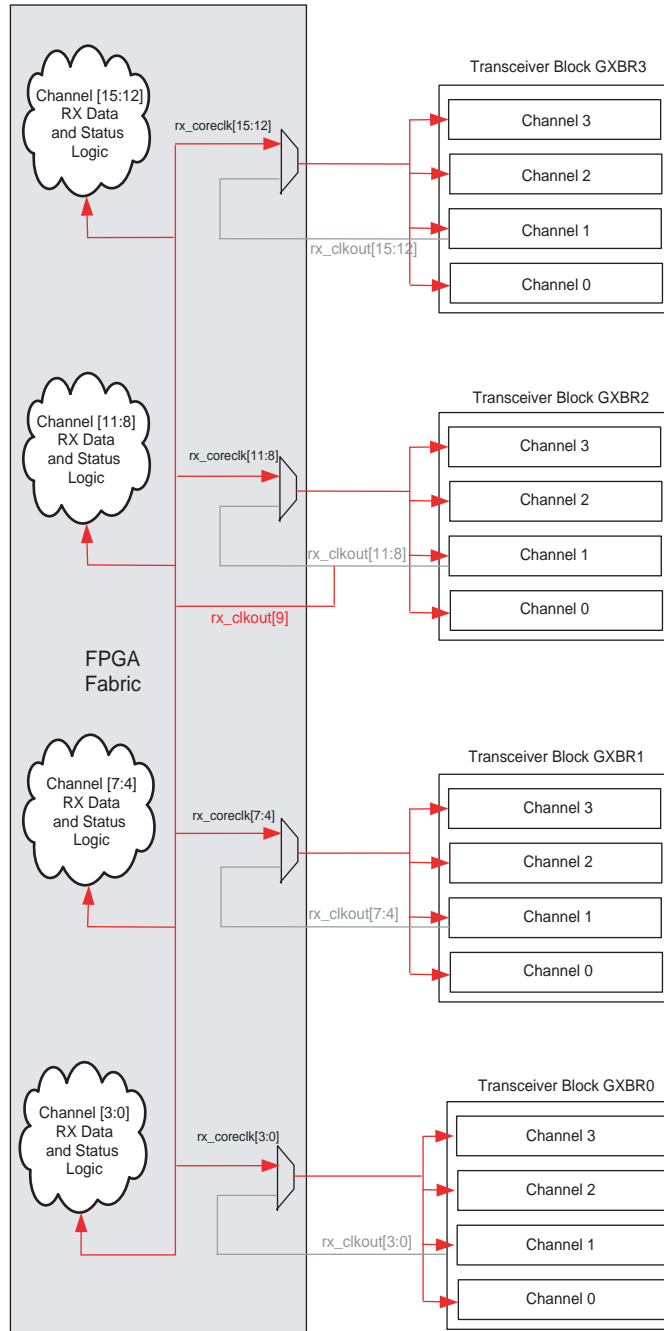 Transceiver Block GXBR3
Channel [15:12]
RX Data
and Status
Logic
rx_coreclk[15:12]
rx_clkout[15:12]
Channel 3
Channel 2
Channel 1
Channel 0
Transceiver Block GXBR2
Channel [11:8]
RX Data
and Status
Logic
rx_coreclk[11:8]
rx_clkout[11:8]
rx_clkout[9]
Channel 3
Channel 2
Channel 1
Channel 0
FPGA
Fabric
Transceiver Block GXBR1
Channel [7:4]
RX Data
and Status
Logic
rx_coreclk[7:4]
rx_clkout[7:4]
Channel 3
Channel 2
Channel 1
Channel 0
Transceiver Block GXBR0
Channel [3:0]
RX Data
and Status
Logic
rx_coreclk[3:0]
rx_clkout[3:0]
Channel 3
Channel 2
Channel 1
Channel 0